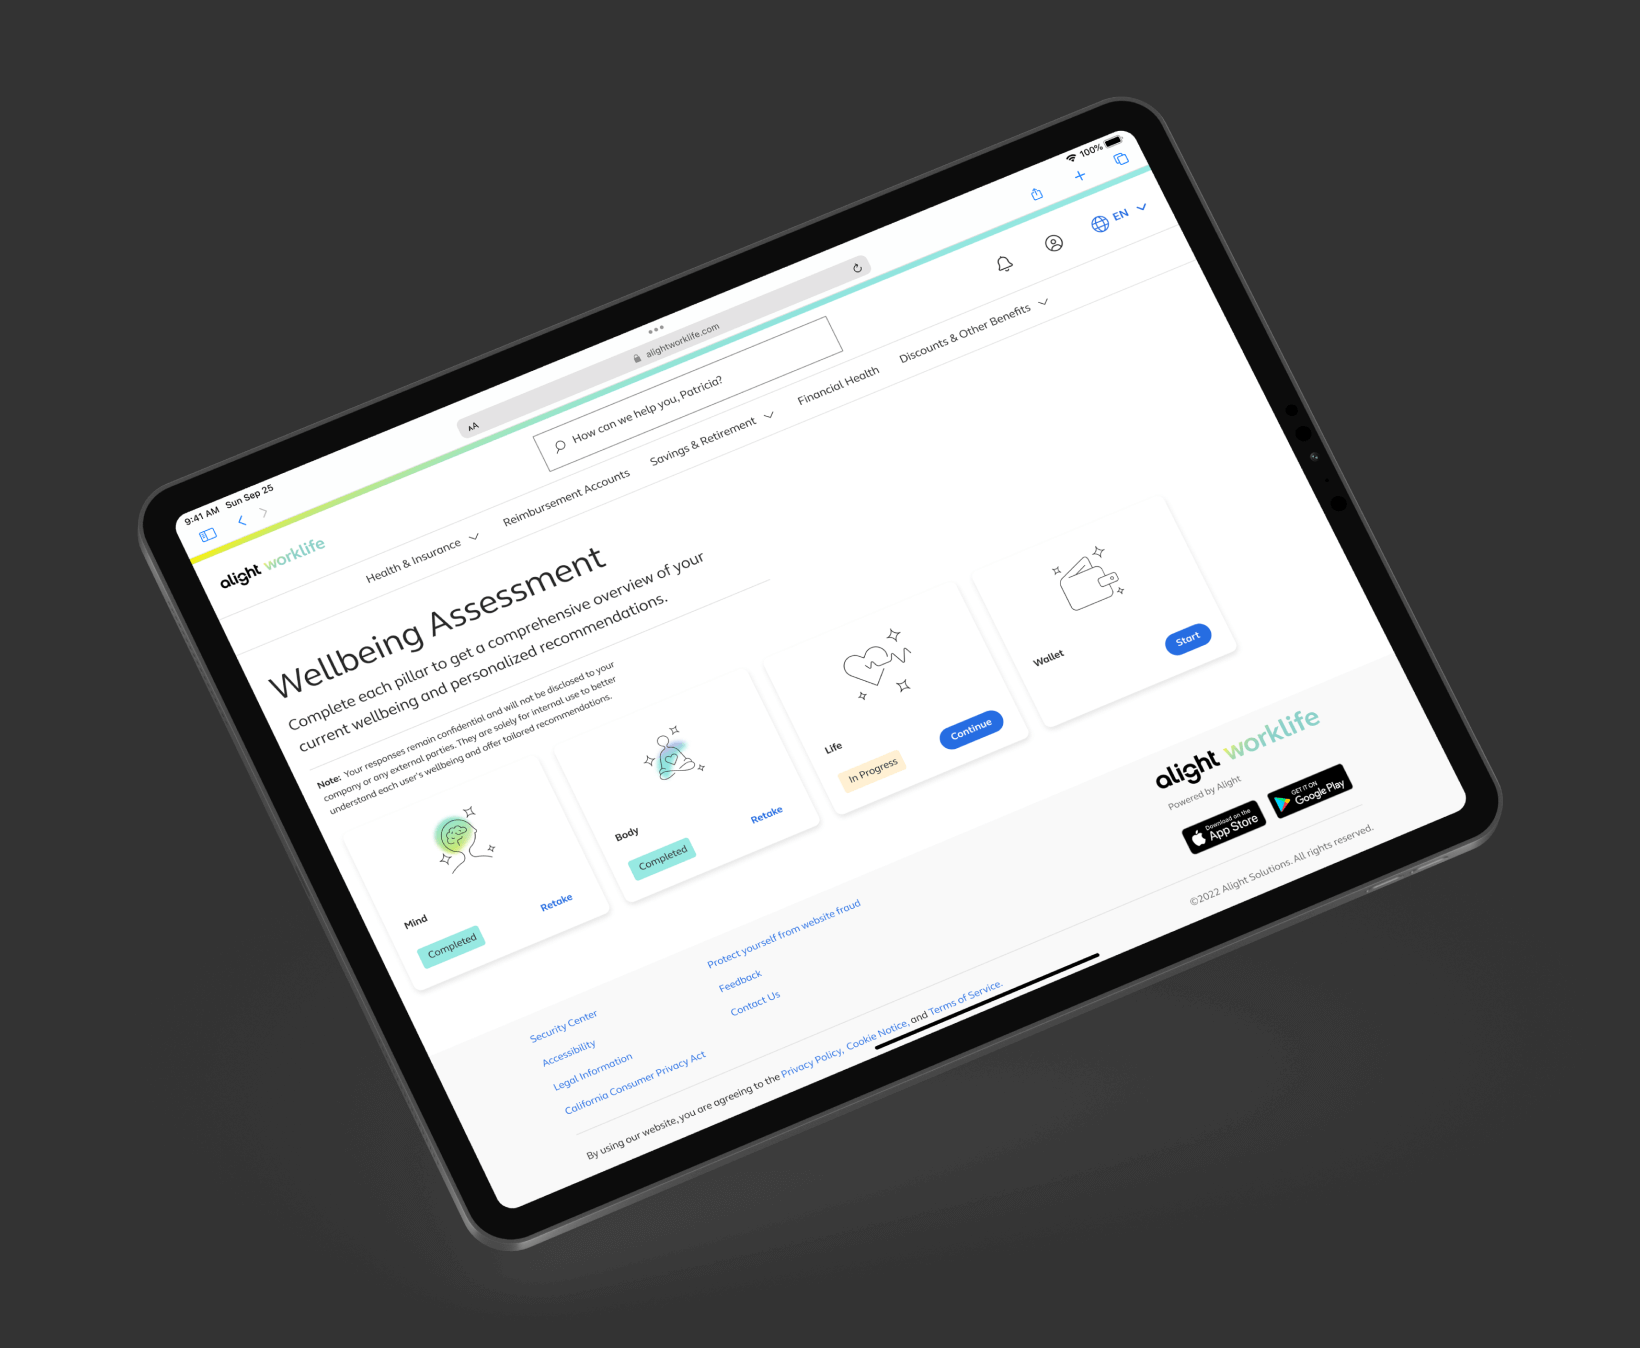 9:41 AM Sun Sep 25
100%
AA
alightworklife.com
alight worklife
How can we help you, Patricia?
EN
Health & Insurance
Reimbursement Accounts
Savings & Retirement
Financial Health
Discounts & Other Benefits
Wellbeing Assessment
Complete each pillar to get a comprehensive overview of your
current wellbeing and personalized recommendations.
Note: Your responses remain confidential and will not be disclosed to your
company or any external parties. They are solely for internal use to better
understand each user's wellbeing and offer tailored recommendations.
Mind
Completed
Retake
Body
Completed
Retake
Life
In Progress
Continue
Wallet
Start
Security Center
Accessibility
Legal Information
California Consumer Privacy Act
Protect yourself from website fraud
Feedback
Contact Us
alight worklife
Powered by Alight
Download on the
App Store
GET IT ON
Google Play
By using our website, you are agreeing to the Privacy Policy, Cookie Notice, and Terms of Service.
©2022 Alight Solutions. All rights reserved.